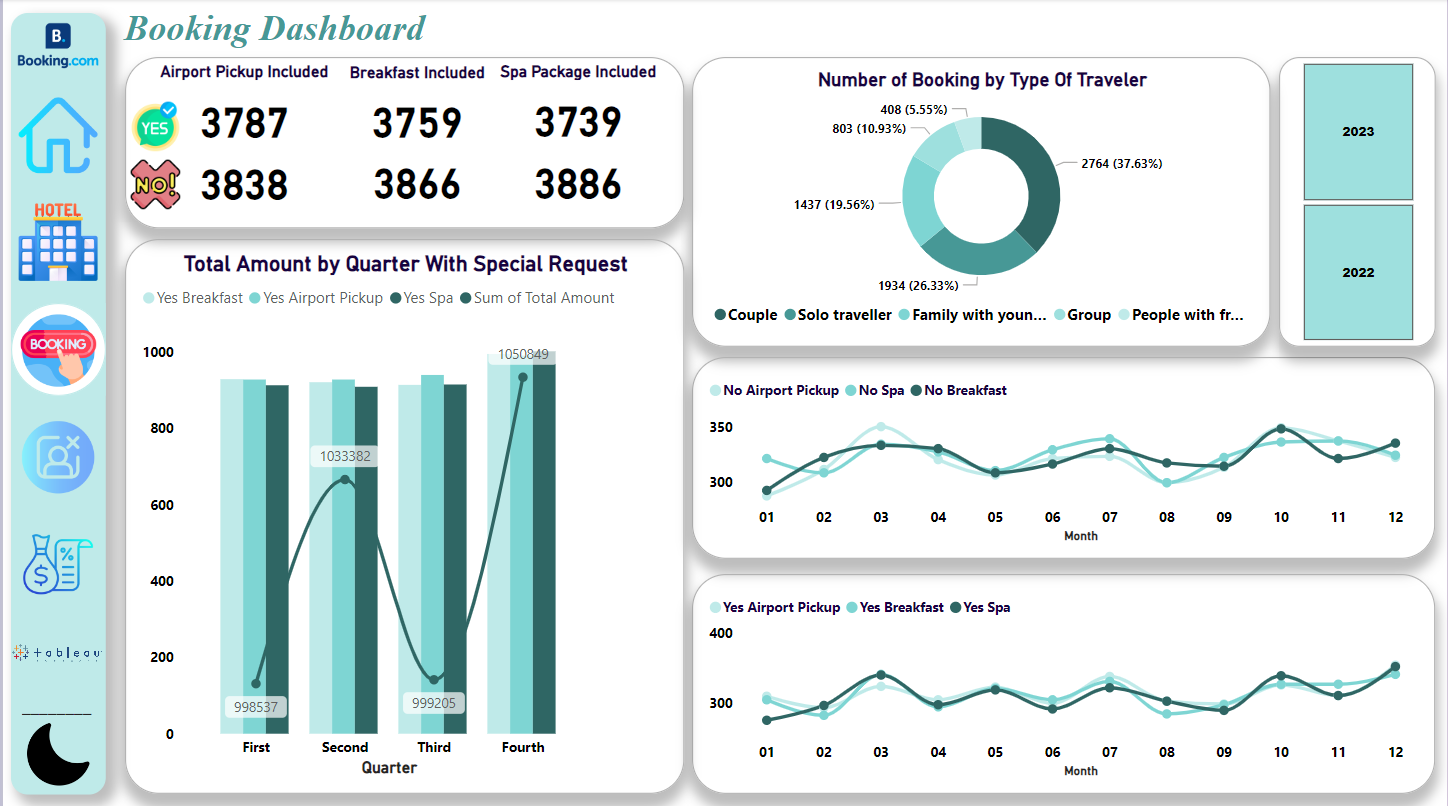 B.
Booking.com
HOTEL
BOOKING
$
%
tableau
Booking Dashboard
Airport Pickup Included Breakfast Included Spa Package Included
YES 3787 3759 3739
NO! 3838 3866 3886
Total Amount by Quarter With Special Request
Yes Breakfast Yes Airport Pickup Yes Spa Sum of Total Amount
1000
800
600
400
200
0
1050849
1033382
998537
999205
First Second Third Fourth
Quarter
Number of Booking by Type Of Traveler
408 (5.55%)
803 (10.93%)
2764 (37.63%)
1437 (19.56%)
1934 (26.33%)
Couple Solo traveller Family with youn... Group People with fr...
2023
2022
No Airport Pickup No Spa No Breakfast
350
300
01 02 03 04 05 06 07 08 09 10 11 12
Month
Yes Airport Pickup Yes Breakfast Yes Spa
400
300
01 02 03 04 05 06 07 08 09 10 11 12
Month